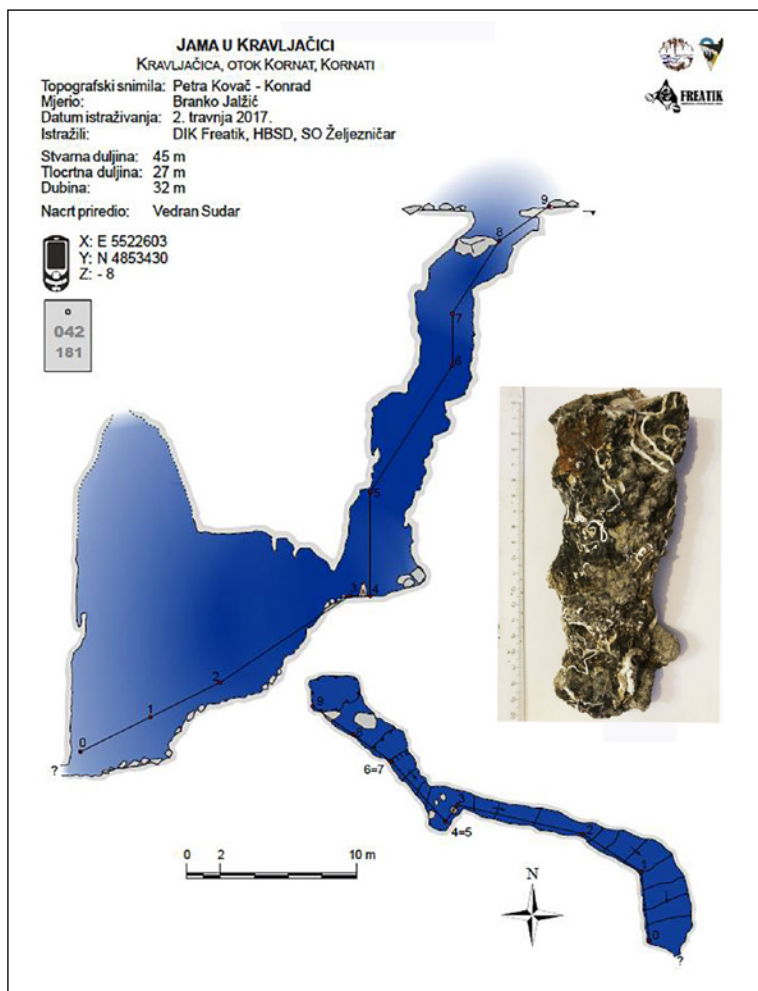 JAMA U KRAVLJAČICI
KRAVLJAČICA, OTOK KORNAT, KORNATI
Topografski snimila: Petra Kovač - Konrad
Mjerio: Branko Jalžić
Datum istraživanja: 2. travnja 2017.
Istražili: DIK Freatik, HBSD, SO Željezničar
Stvarna duljina: 45 m
Tlocrtna duljina: 27 m
Dubina: 32 m
Nacrt priredio: Vedran Sudar
X: E 5522603
Y: N 4853430
Z: - 8
042
181
FREATIK
9
8
7
6
5
3 4
2
1
0
?
9
8
6=7
3
4=5
2
1
0
?
0 2 10 m
N